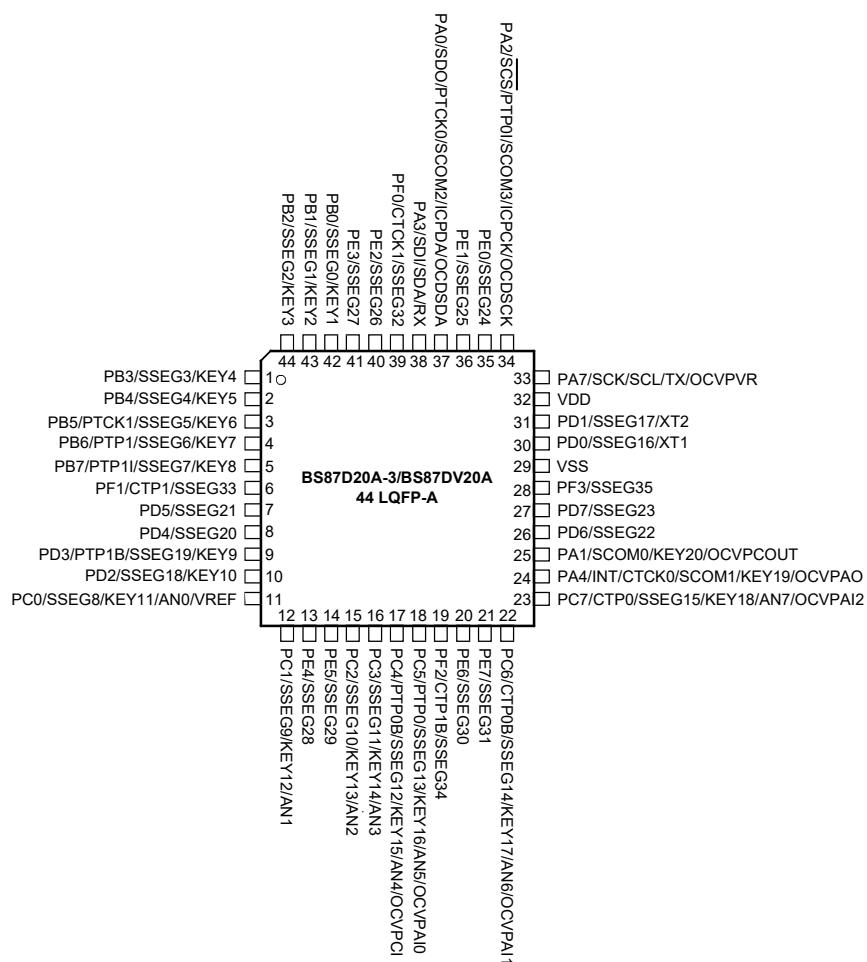 PB2/SSEG2/KEY3
PB1/SSEG1/KEY2
PB0/SSEG0/KEY1
PE3/SSEG27
PE2/SSEG26
PF0/CTCK1/SSEG32
PA3/SDI/SDA/RX
PA0/SDO/PTCK0/SCOM2/ICPDA/OCDSDA
PE1/SSEG25
PE0/SSEG24
PA2/SCS/PTP0I/SCOM3/ICPCK/OCDSCK
44 43 42 41 40 39 38 37 36 35 34
PB3/SSEG3/KEY4 1
PB4/SSEG4/KEY5 2
PB5/PTCK1/SSEG5/KEY6 3
PB6/PTP1/SSEG6/KEY7 4
PB7/PTP1I/SSEG7/KEY8 5
PF1/CTP1/SSEG33 6
PD5/SSEG21 7
PD4/SSEG20 8
PD3/PTP1B/SSEG19/KEY9 9
PD2/SSEG18/KEY10 10
PC0/SSEG8/KEY11/AN0/VREF 11
BS87D20A-3/BS87DV20A
44 LQFP-A
33 PA7/SCK/SCL/TX/OCVPVR
32 VDD
31 PD1/SSEG17/XT2
30 PD0/SSEG16/XT1
29 VSS
28 PF3/SSEG35
27 PD7/SSEG23
26 PD6/SSEG22
25 PA1/SCOM0/KEY20/OCVPCOUT
24 PA4/INT/CTCK0/SCOM1/KEY19/OCVPAO
23 PC7/CTP0/SSEG15/KEY18/AN7/OCVPAI2
12 13 14 15 16 17 18 19 20 21 22
PC1/SSEG9/KEY12/AN1
PE4/SSEG28
PE5/SSEG29
PC2/SSEG10/KEY13/AN2
PC3/SSEG11/KEY14/AN3
PC4/PTP0B/SSEG12/KEY15/AN4/OCVPCI
PC5/PTP0/SSEG13/KEY16/AN5/OCVPAI0
PF2/CTP1B/SSEG34
PE6/SSEG30
PE7/SSEG31
PC6/CTP0B/SSEG14/KEY17/AN6/OCVPAI1